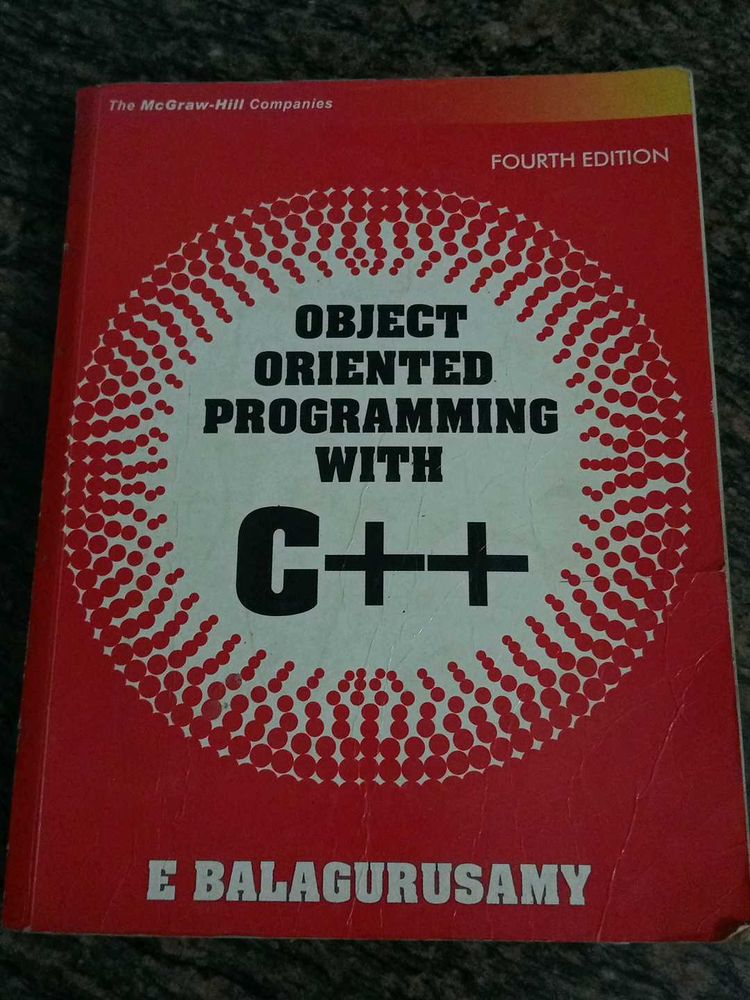 The McGraw-Hill Companies
FOURTH EDITION
OBJECT
ORIENTED
PROGRAMMING
WITH
C++
E BALAGURUSAMY